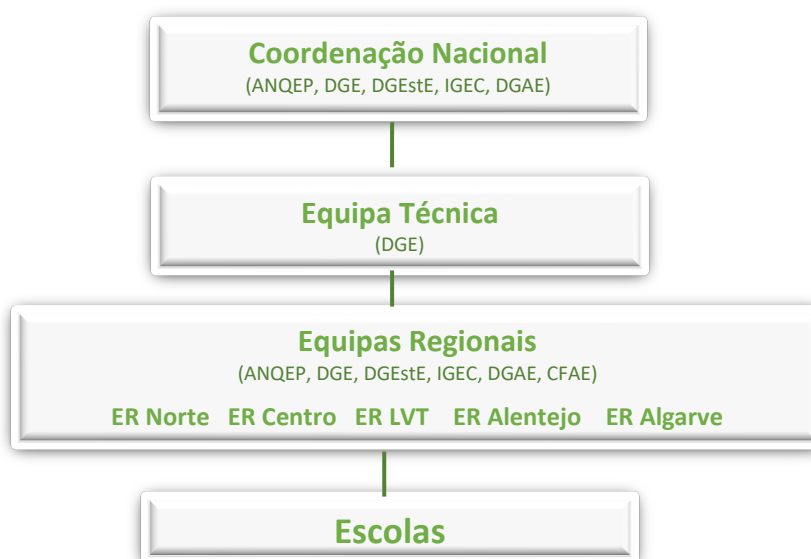 Coordenação Nacional
(ANQEP, DGE, DGEstE, IGEC, DGAE)
Equipa Técnica
(DGE)
Equipas Regionais
(ANQEP, DGE, DGEstE, IGEC, DGAE, CFAE)
ER Norte ER Centro ER LVT ER Alentejo ER Algarve
Escolas